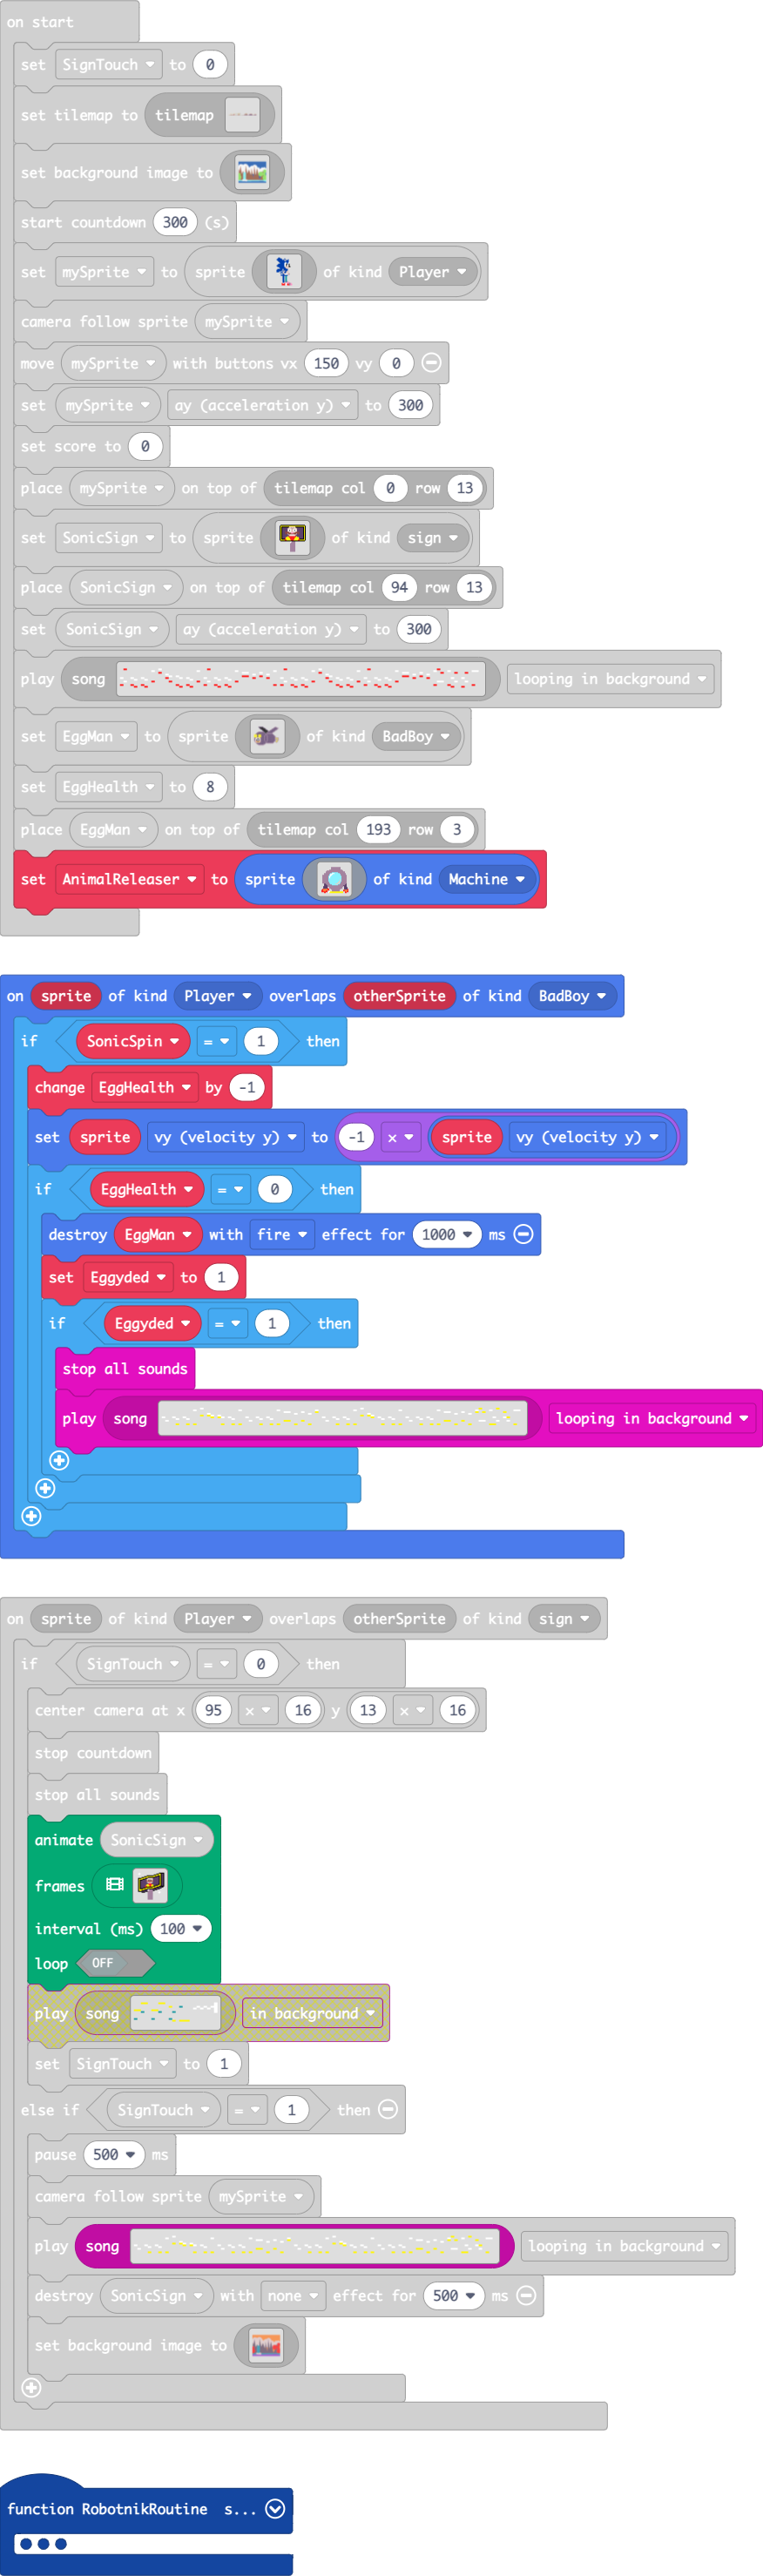 on start
set SignTouch to 0
set tilemap to tilemap
set background image to
start countdown 300 (s)
set mySprite to sprite of kind Player
camera follow sprite mySprite
move mySprite with buttons vx 150 vy 0
set mySprite ay (acceleration y) to 300
set score to 0
place mySprite on top of tilemap col 0 row 13
set SonicSign to sprite of kind sign
place SonicSign on top of tilemap col 94 row 13
set SonicSign ay (acceleration y) to 300
play song looping in background
set EggMan to sprite of kind BadBoy
set EggHealth to 8
place EggMan on top of tilemap col 193 row 3
set AnimalReleaser to sprite of kind Machine
on sprite of kind Player overlaps otherSprite of kind BadBoy
if SonicSpin = 1 then
change EggHealth by -1
set sprite vy (velocity y) to -1 × sprite vy (velocity y)
if EggHealth = 0 then
destroy EggMan with fire effect for 1000 ms
set Eggyded to 1
if Eggyded = 1 then
stop all sounds
play song looping in background
on sprite of kind Player overlaps otherSprite of kind sign
if SignTouch = 0 then
center camera at x 95 × 16 y 13 × 16
stop countdown
stop all sounds
animate SonicSign
frames
interval (ms) 100
loop OFF
play song in background
set SignTouch to 1
else if SignTouch = 1 then
pause 500 ms
camera follow sprite mySprite
play song looping in background
destroy SonicSign with none effect for 500 ms
set background image to
function RobotnikRoutine s...